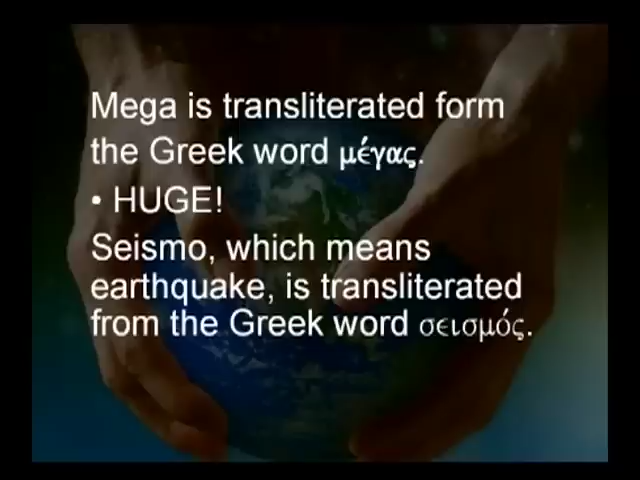 Mega is transliterated form
the Greek word μέγας.
• HUGE!
Seismo, which means
earthquake, is transliterated
from the Greek word σεισμός.